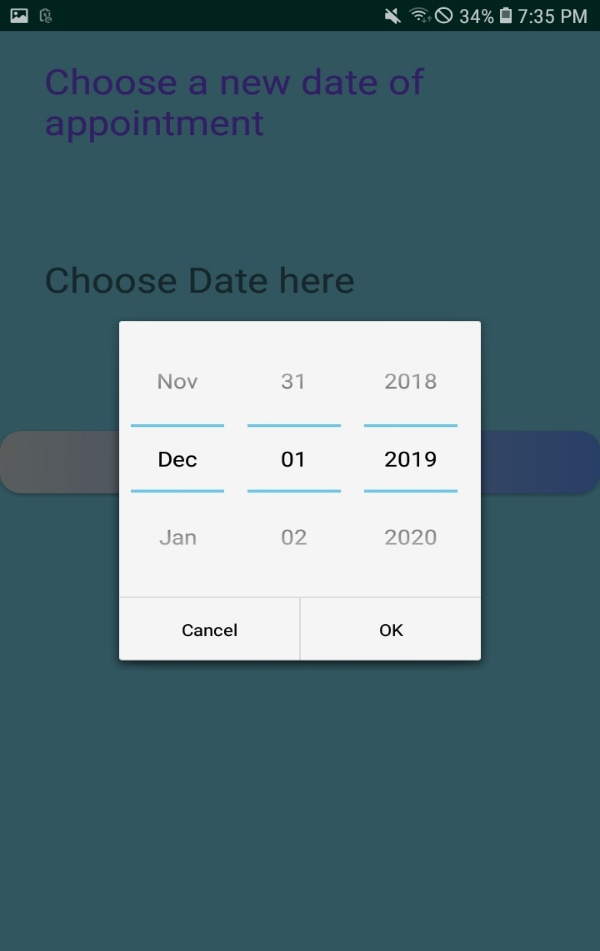 34% 7:35 PM
Choose a new date of
appointment
Choose Date here
Nov 31 2018
Dec 01 2019
Jan 02 2020
Cancel OK